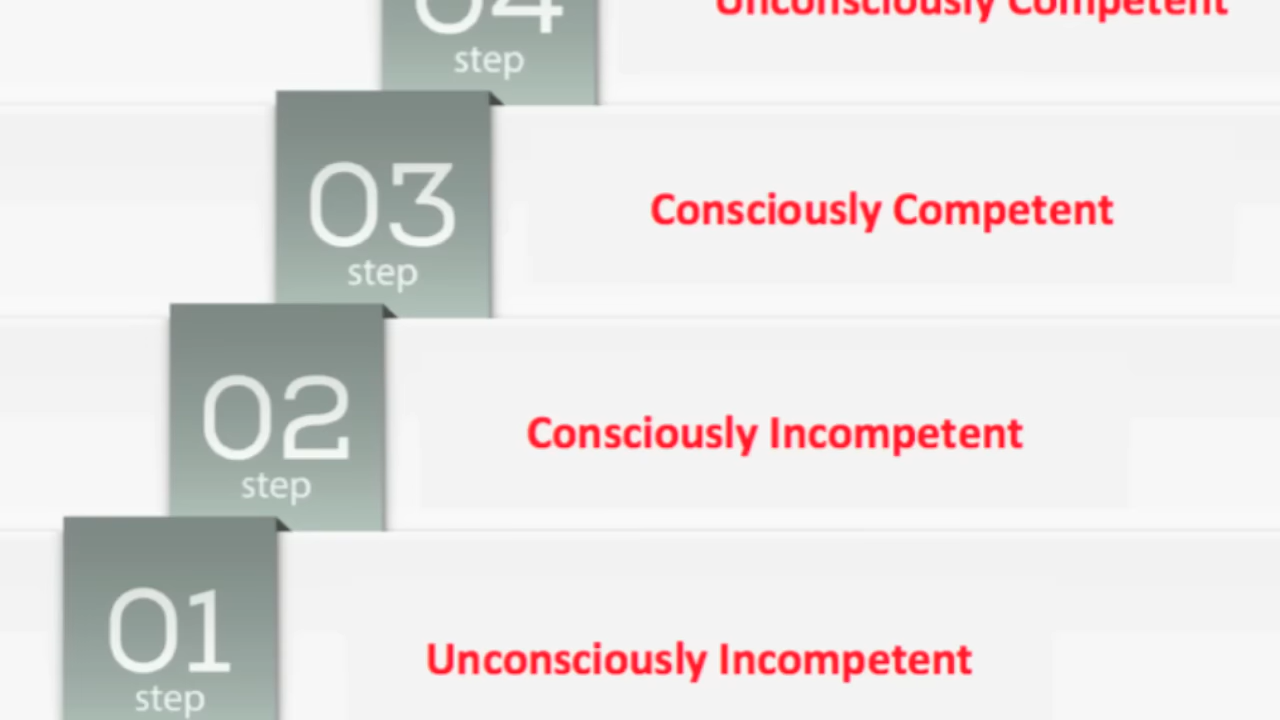 04
step
Unconsciously Competent
03
step
Consciously Competent
02
step
Consciously Incompetent
01
step
Unconsciously Incompetent